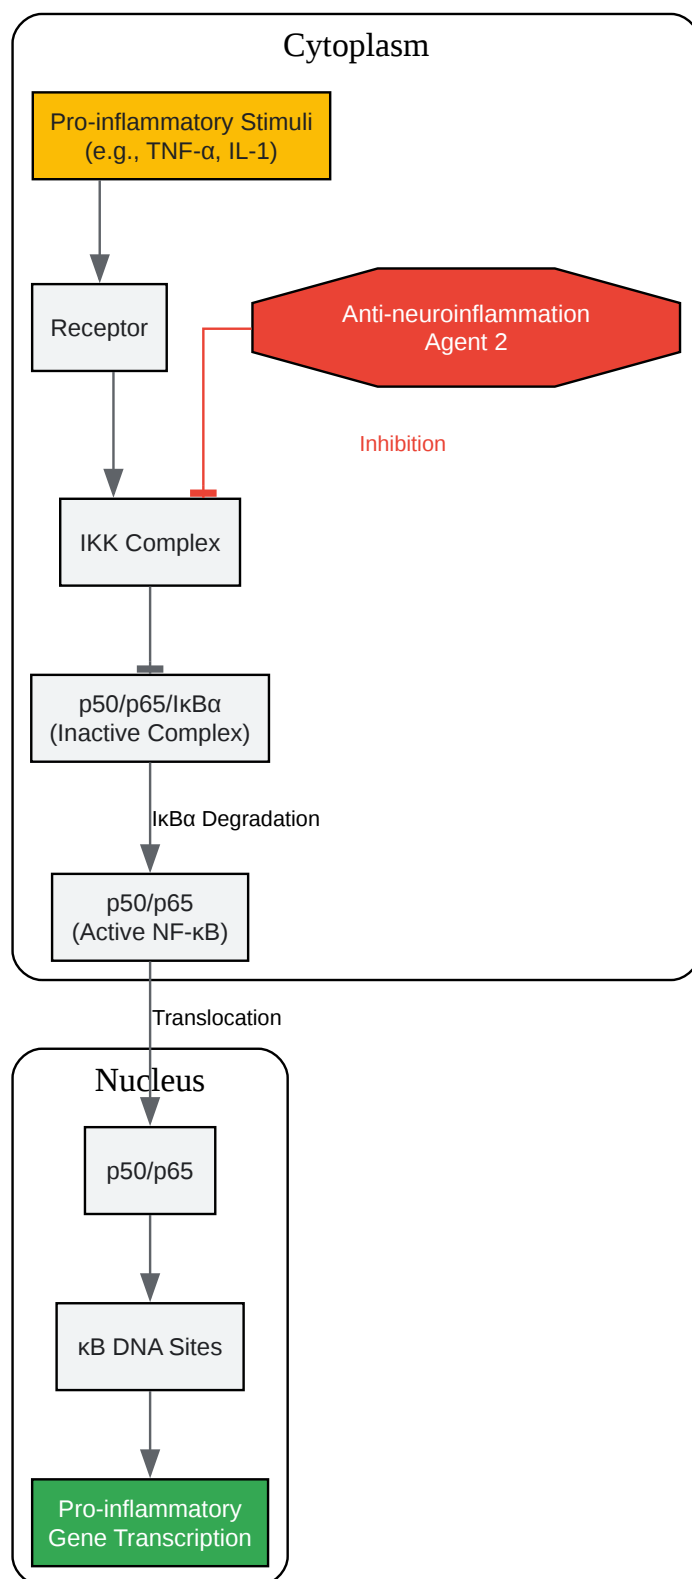 Cytoplasm
Pro-inflammatory Stimuli
(e.g., TNF-α, IL-1)
Receptor
Anti-neuroinflammation
Agent 2
Inhibition
IKK Complex
p50/p65/IκBα
(Inactive Complex)
IκBα Degradation
p50/p65
(Active NF-κB)
Translocation
Nucleus
p50/p65
κB DNA Sites
Pro-inflammatory
Gene Transcription